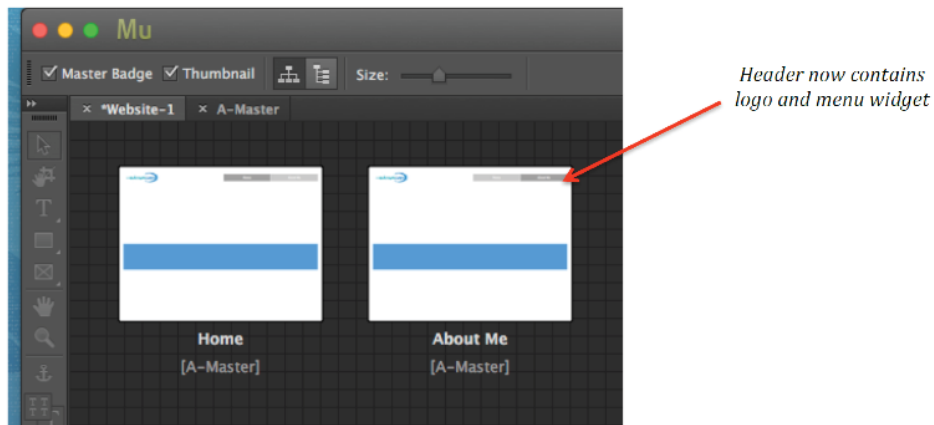 Mu
Master Badge Thumbnail Size:
× *Website-1 × A-Master
Header now contains
logo and menu widget
Home About Me
[A-Master] [A-Master]